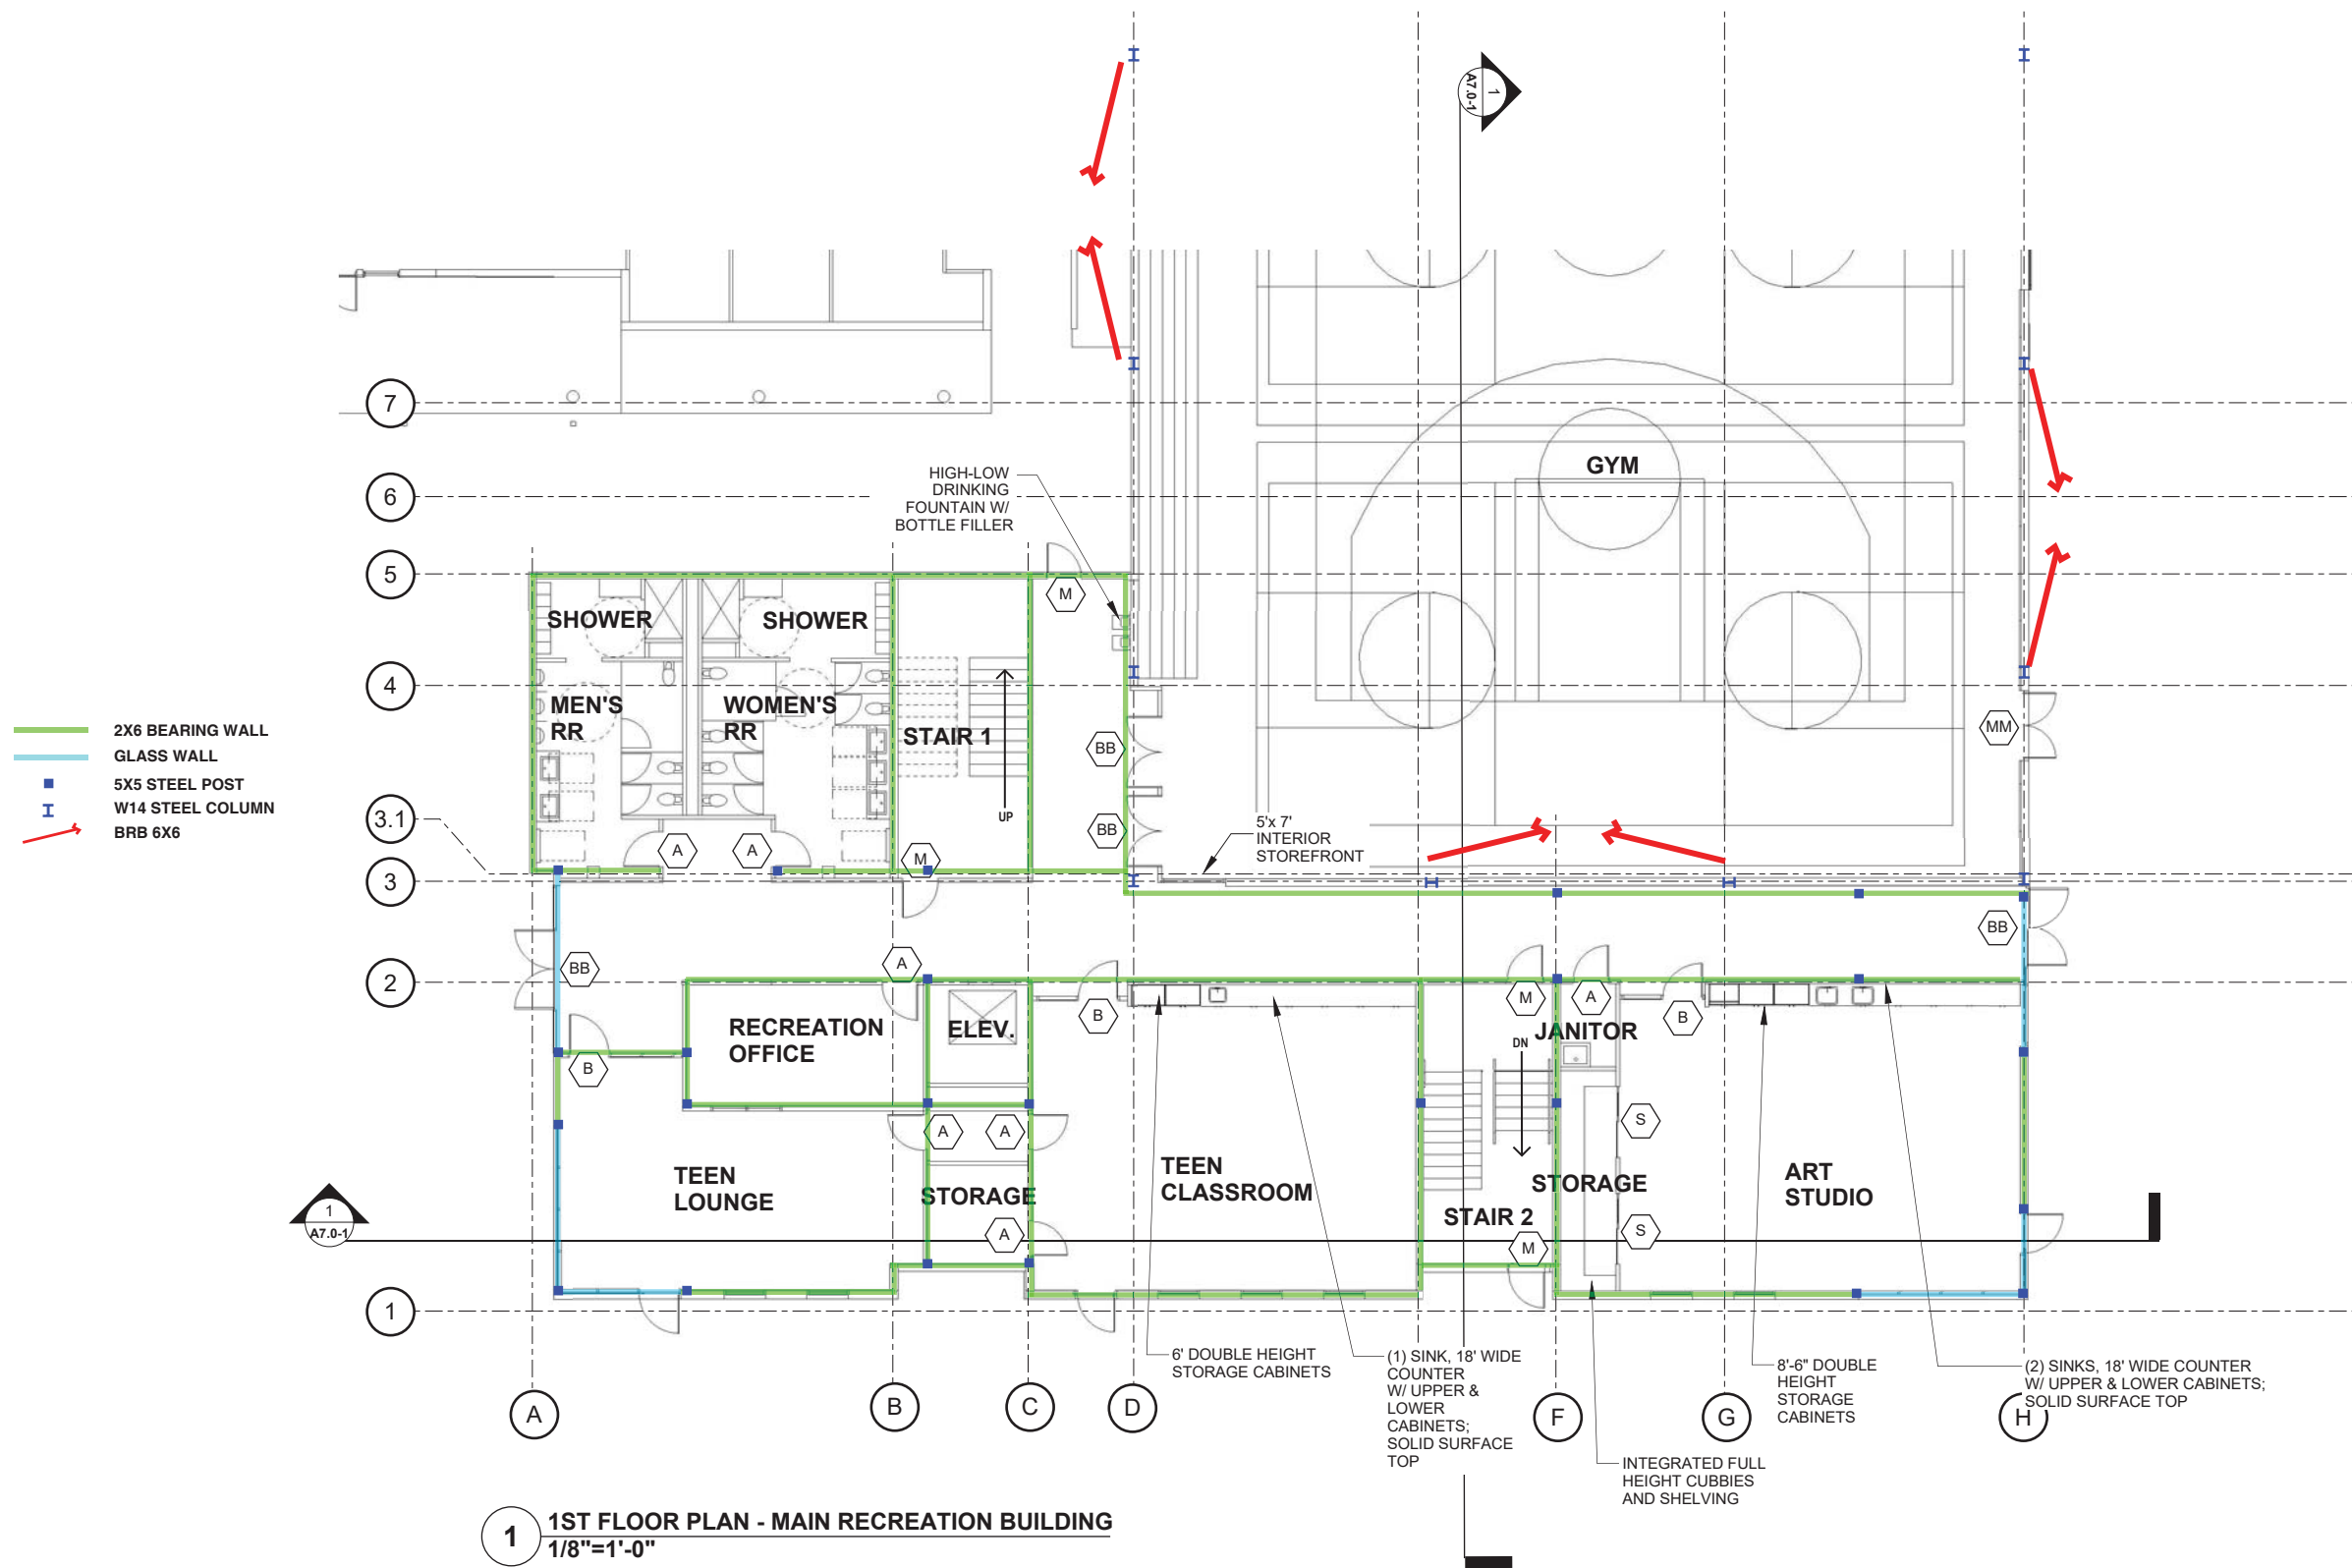 1
A7.0-1
7
HIGH-LOW
DRINKING
FOUNTAIN W/
BOTTLE FILLER
GYM
6
5
M
SHOWER
SHOWER
4
MEN'S
RR
WOMEN'S
RR
STAIR 1
BB
MM
2X6 BEARING WALL
GLASS WALL
5X5 STEEL POST
W14 STEEL COLUMN
BRB 6X6
3.1
UP
BB
5'x 7'
INTERIOR
STOREFRONT
A
A
M
3
BB
BB
A
2
M
A
B
B
RECREATION
OFFICE
ELEV.
JANITOR
DN
B
A
A
S
TEEN
LOUNGE
STORAGE
TEEN
CLASSROOM
STORAGE
ART
STUDIO
STAIR 2
1
A7.0-1
A
M
S
1
6' DOUBLE HEIGHT
STORAGE CABINETS
(1) SINK, 18' WIDE
COUNTER
W/ UPPER &
LOWER
CABINETS;
SOLID SURFACE
TOP
8'-6" DOUBLE
HEIGHT
STORAGE
CABINETS
(2) SINKS, 18' WIDE COUNTER
W/ UPPER & LOWER CABINETS;
SOLID SURFACE TOP
A
B
C
D
F
G
H
INTEGRATED FULL
HEIGHT CUBBIES
AND SHELVING
1
1ST FLOOR PLAN - MAIN RECREATION BUILDING
1/8"=1'-0"